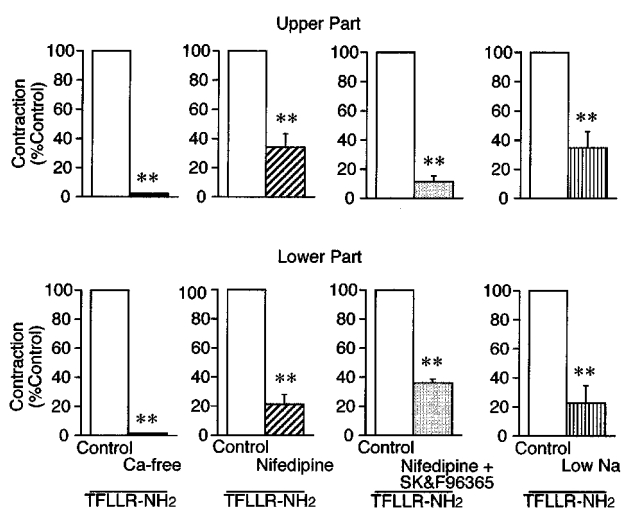 Upper Part
Contraction
(%Control)
100
80
60
40
20
0
**
100
80
60
40
20
0
**
100
80
60
40
20
0
**
100
80
60
40
20
0
**
Lower Part
Contraction
(%Control)
100
80
60
40
20
0
**
100
80
60
40
20
0
**
100
80
60
40
20
0
**
100
80
60
40
20
0
**
Control
Ca-free
TFLLR-NH2
Control
Nifedipine
TFLLR-NH2
Control
Nifedipine +
SK&F96365
TFLLR-NH2
Control
Low Na
TFLLR-NH2